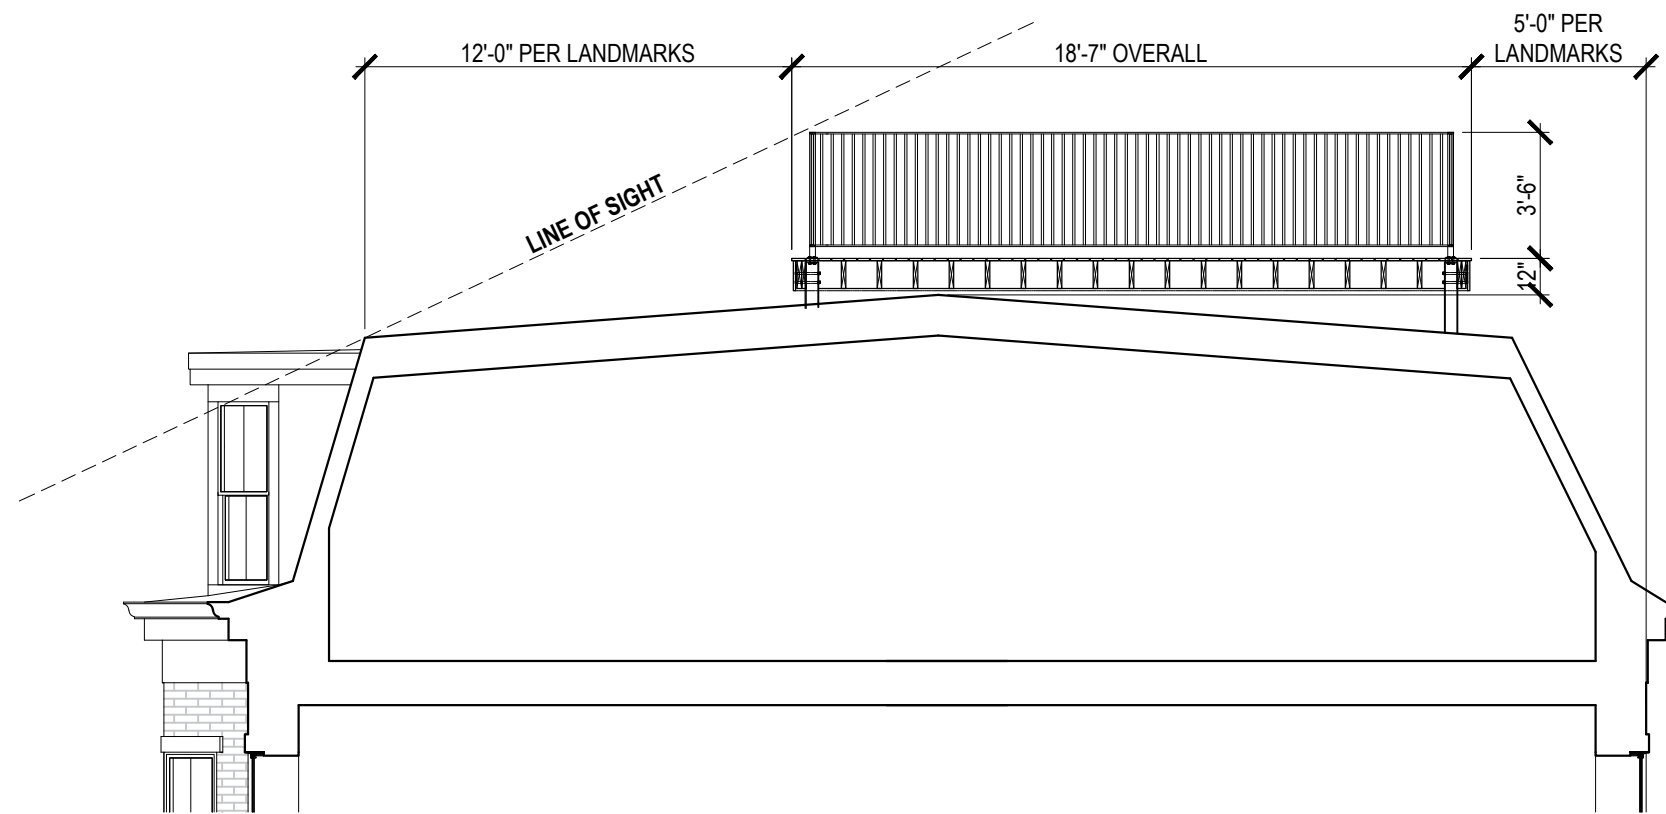 5'-0" PER
12'-0" PER LANDMARKS
18'-7" OVERALL
LANDMARKS
LINE OF SIGHT
3'-6"
12"